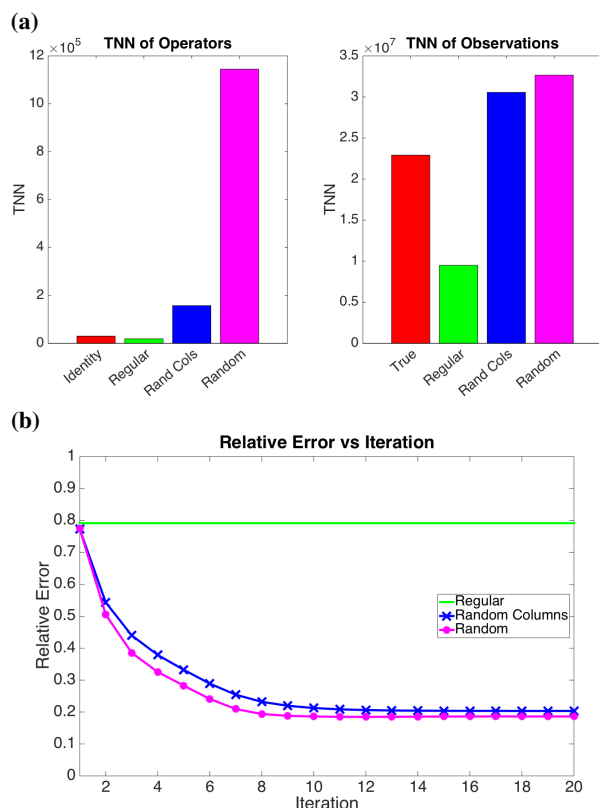 (a)
TNN of Operators
×10⁵
12
10
8
6
4
2
0
TNN
Identity
Regular
Rand Cols
Random
TNN of Observations
×10⁷
3.5
3
2.5
2
1.5
1
0.5
0
TNN
True
Regular
Rand Cols
Random
(b)
Relative Error vs Iteration
1
0.9
0.8
0.7
0.6
0.5
0.4
0.3
0.2
0.1
0
Relative Error
Regular
Random Columns
Random
2 4 6 8 10 12 14 16 18 20
Iteration